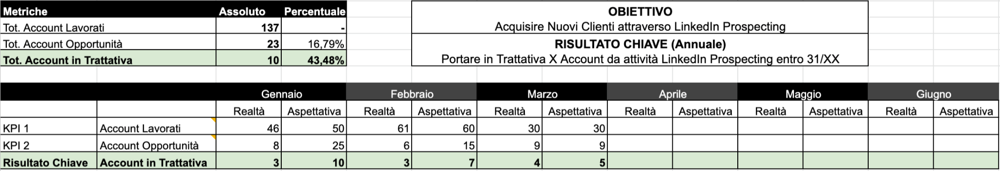 Metriche Assoluto Percentuale
Tot. Account Lavorati 137 -
Tot. Account Opportunità 23 16,79%
Tot. Account in Trattativa 10 43,48%
OBIETTIVO
Acquisire Nuovi Clienti attraverso LinkedIn Prospecting
RISULTATO CHIAVE (Annuale)
Portare in Trattativa X Account da attività LinkedIn Prospecting entro 31/XX
Gennaio Febbraio Marzo Aprile Maggio Giugno
Realtà Aspettativa Realtà Aspettativa Realtà Aspettativa Realtà Aspettativa Realtà Aspettativa Realtà Aspettativa
KPI 1 Account Lavorati 46 50 61 60 30 30
KPI 2 Account Opportunità 8 25 6 15 9 9
Risultato Chiave Account in Trattativa 3 10 3 7 4 5